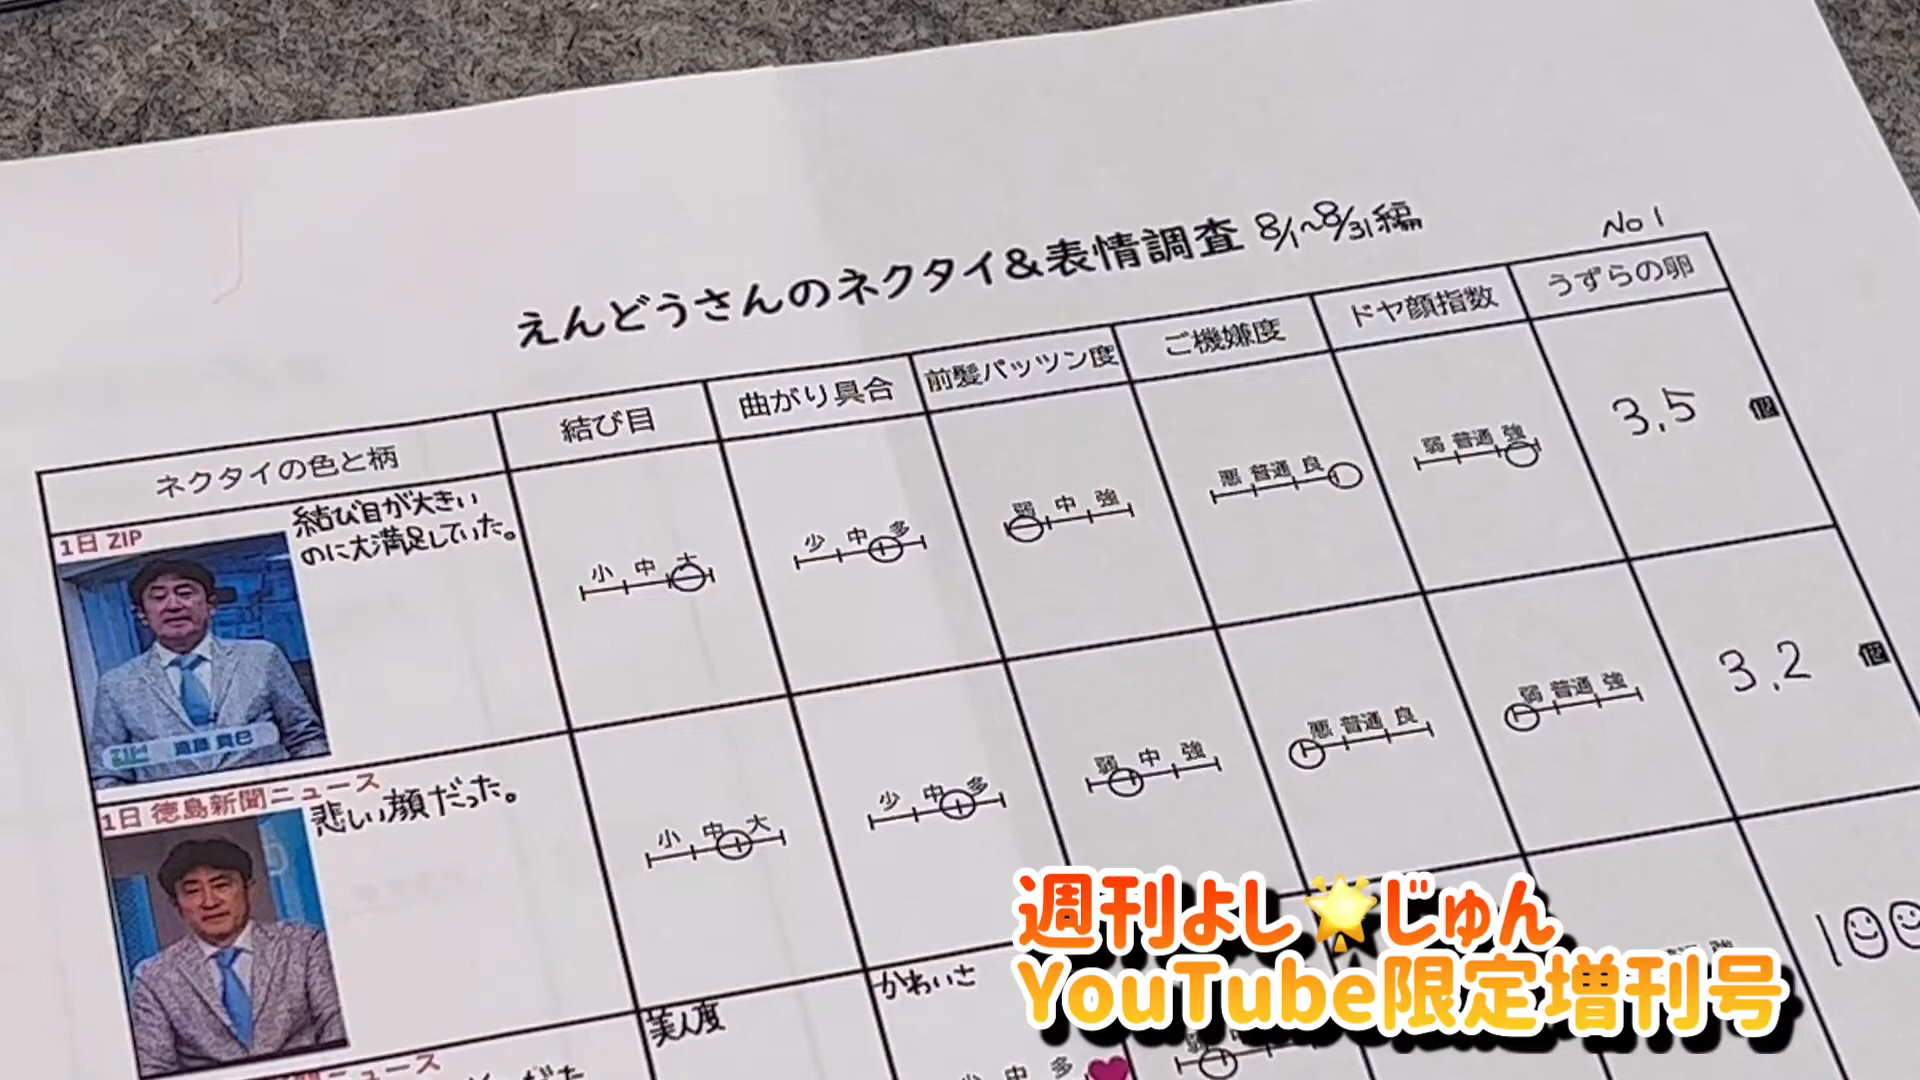 えんどうさんのネクタイ&表情調査 8/1~8/31編
No 1
ネクタイの色と柄
結び目
曲がり具合
前髪パッツン度
ご機嫌度
ドヤ顔指数
うずらの卵
1日 ZIP
結び目が大きい
のに大満足していた。
小 中 大
少 中 多
弱 中 強
悪 普通 良
弱 普通 強
3.5 個
1日 徳島新聞ニュース
悲しい顔だった。
小 中 大
少 中 多
弱 中 強
悪 普通 良
弱 普通 強
3.2 個
ニュース
美人度
かわいさ
少 中 多
100
週刊よし🌟じゅん
YouTube限定増刊号